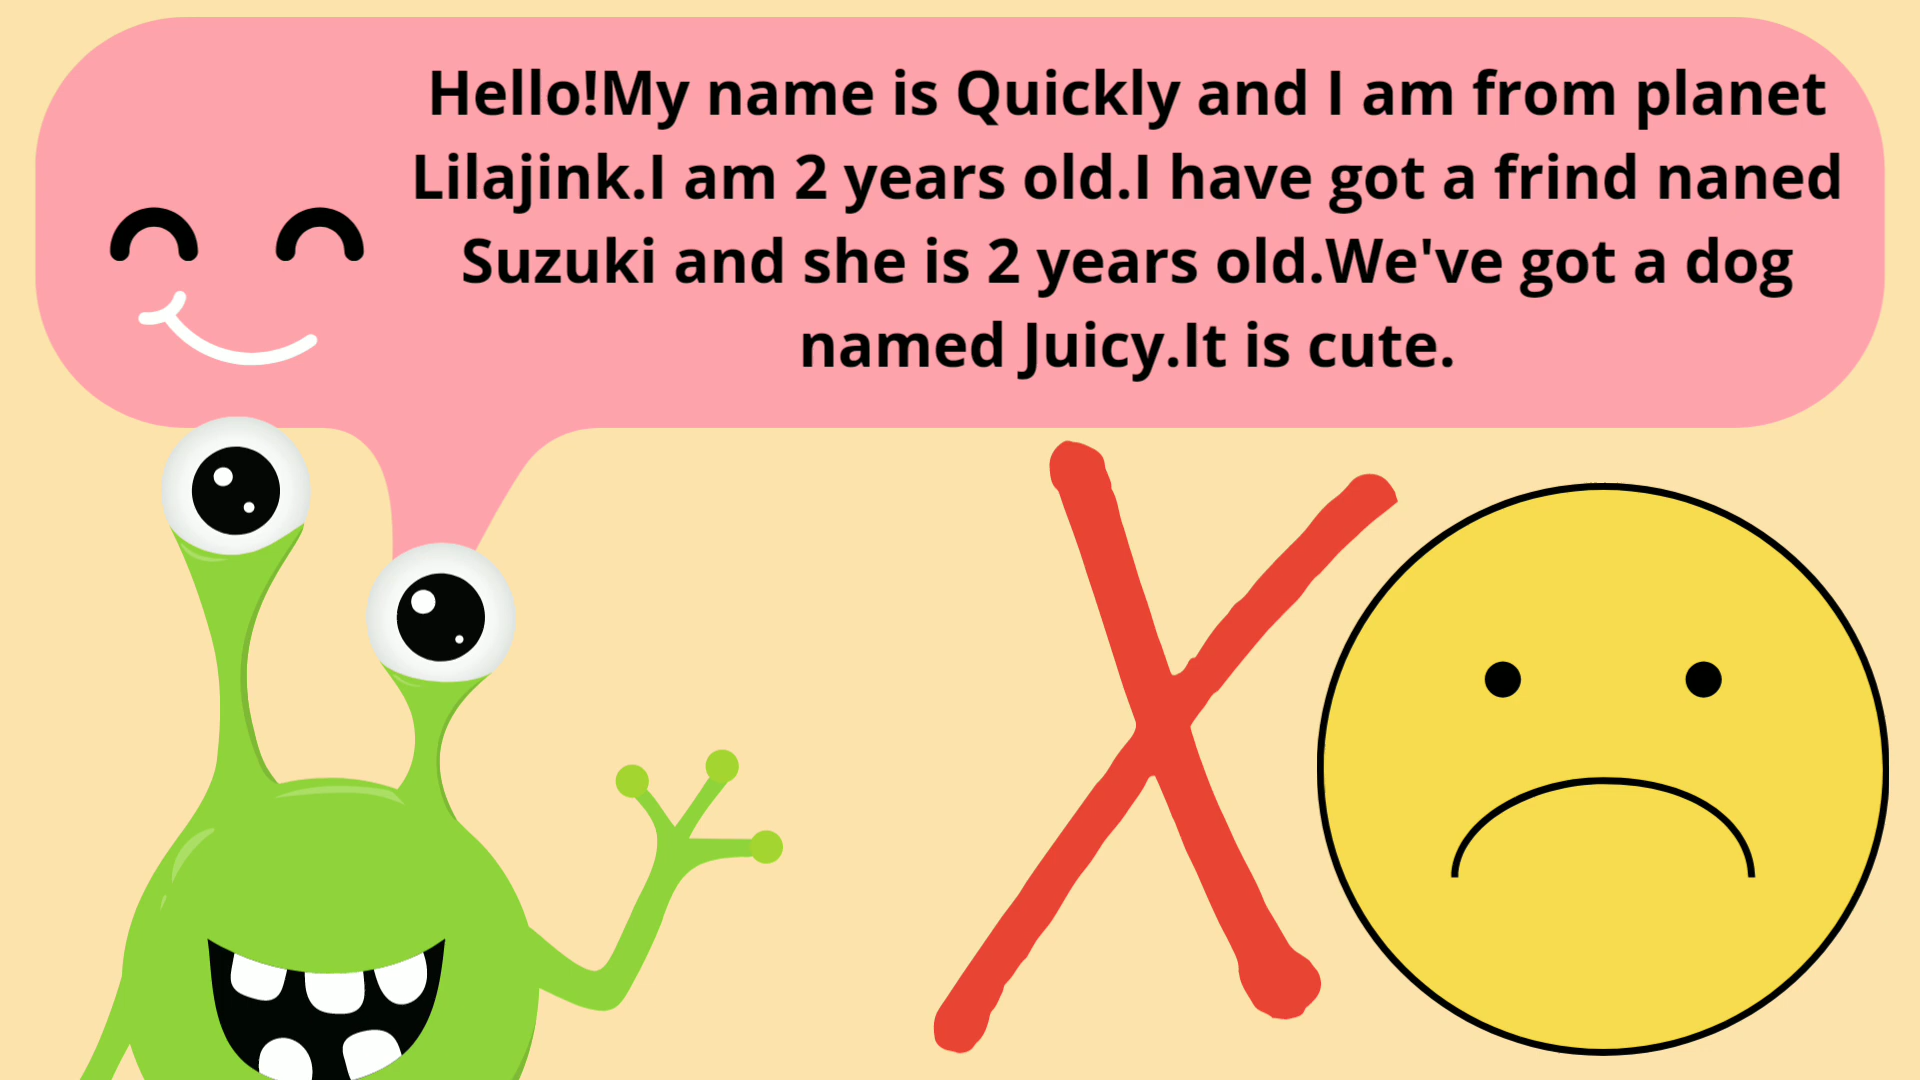 Hello!My name is Quickly and I am from planet
Lilajink.I am 2 years old.I have got a frind naned
Suzuki and she is 2 years old.We've got a dog
named Juicy.It is cute.